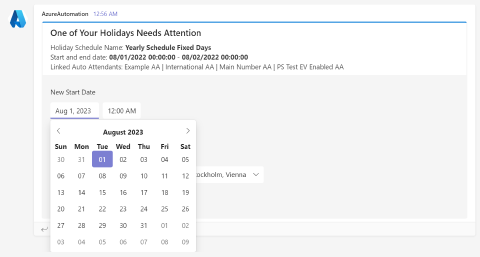 AzureAutomation 12:56 AM
One of Your Holidays Needs Attention
Holiday Schedule Name: Yearly Schedule Fixed Days
Start and end date: 08/01/2022 00:00:00 - 08/02/2022 00:00:00
Linked Auto Attendants: Example AA | International AA | Main Number AA | PS Test EV Enabled AA
New Start Date
Aug 1, 2023 12:00 AM
August 2023
Sun Mon Tue Wed Thu Fri Sat
30 31 01 02 03 04 05
06 07 08 09 10 11 12
tockholm, Vienna
13 14 15 16 17 18 19
20 21 22 23 24 25 26
27 28 29 30 31 01 02
03 04 05 06 07 08 09